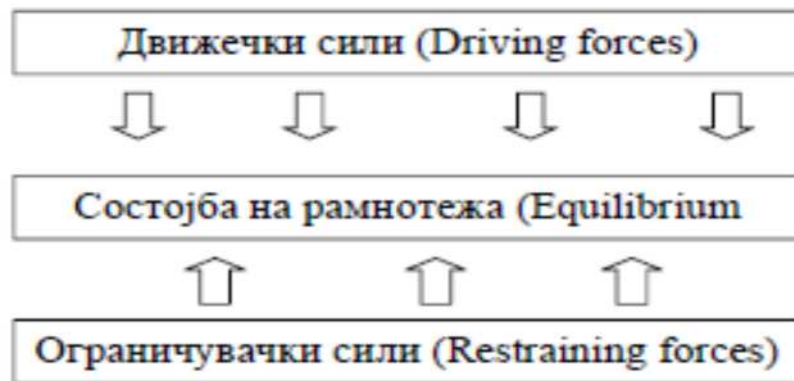 Движечки сили (Driving forces)
Состојба на рамнотежа (Equilibrium
Ограничувачки сили (Restraining forces)